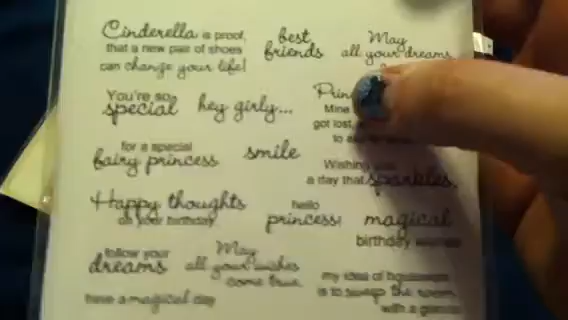 Cinderella is proof,
that a new pair of shoes
can change your life!
best
friends
May
all your dreams
You're so
special
hey girly...
Prin
Mine
got lost,
to
for a special
fairy princess
smile
Wishing you
a day that sparkles.
Happy thoughts
on your birthday
hello
princess!
magical
birthday wishes
follow your
dreams
May
all your wishes
come true
have a magical day
my idea of housework
is to sweep the room
with a glance